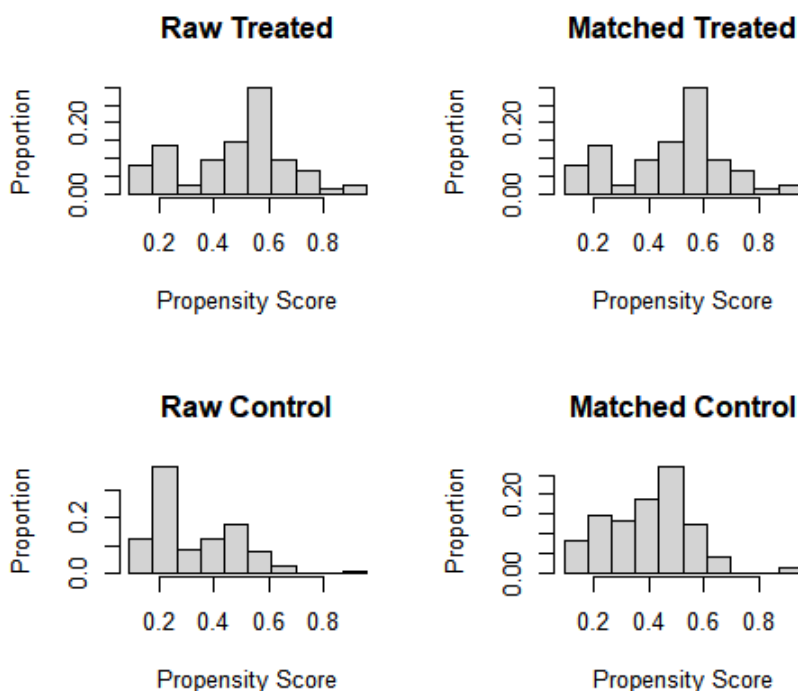 Raw Treated
Proportion
0.00 0.20
0.2 0.4 0.6 0.8
Propensity Score
Matched Treated
Proportion
0.00 0.20
0.2 0.4 0.6 0.8
Propensity Score
Raw Control
Proportion
0.0 0.2
0.2 0.4 0.6 0.8
Propensity Score
Matched Control
Proportion
0.00 0.20
0.2 0.4 0.6 0.8
Propensity Score